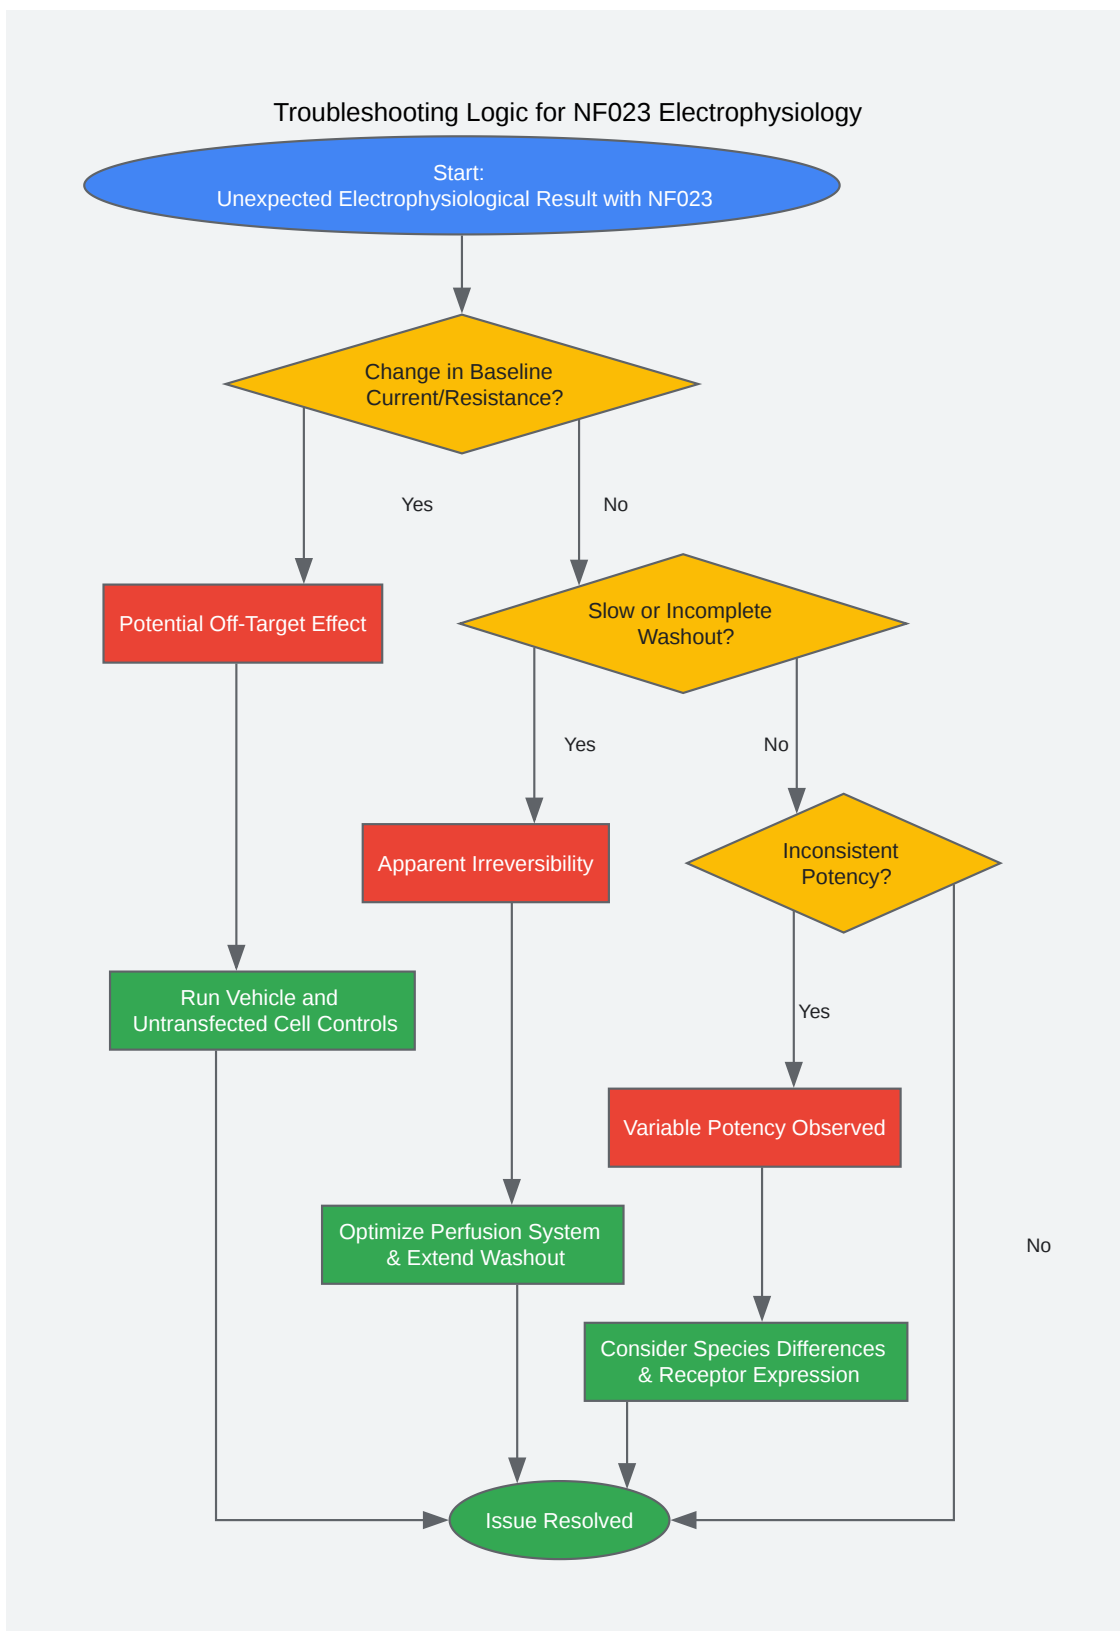 Troubleshooting Logic for NF023 Electrophysiology
Start:
Unexpected Electrophysiological Result with NF023
Change in Baseline
Current/Resistance?
Yes
No
Potential Off-Target Effect
Slow or Incomplete
Washout?
Yes
No
Apparent Irreversibility
Inconsistent
Potency?
Run Vehicle and
Untransfected Cell Controls
Yes
Variable Potency Observed
Optimize Perfusion System
& Extend Washout
No
Consider Species Differences
& Receptor Expression
Issue Resolved